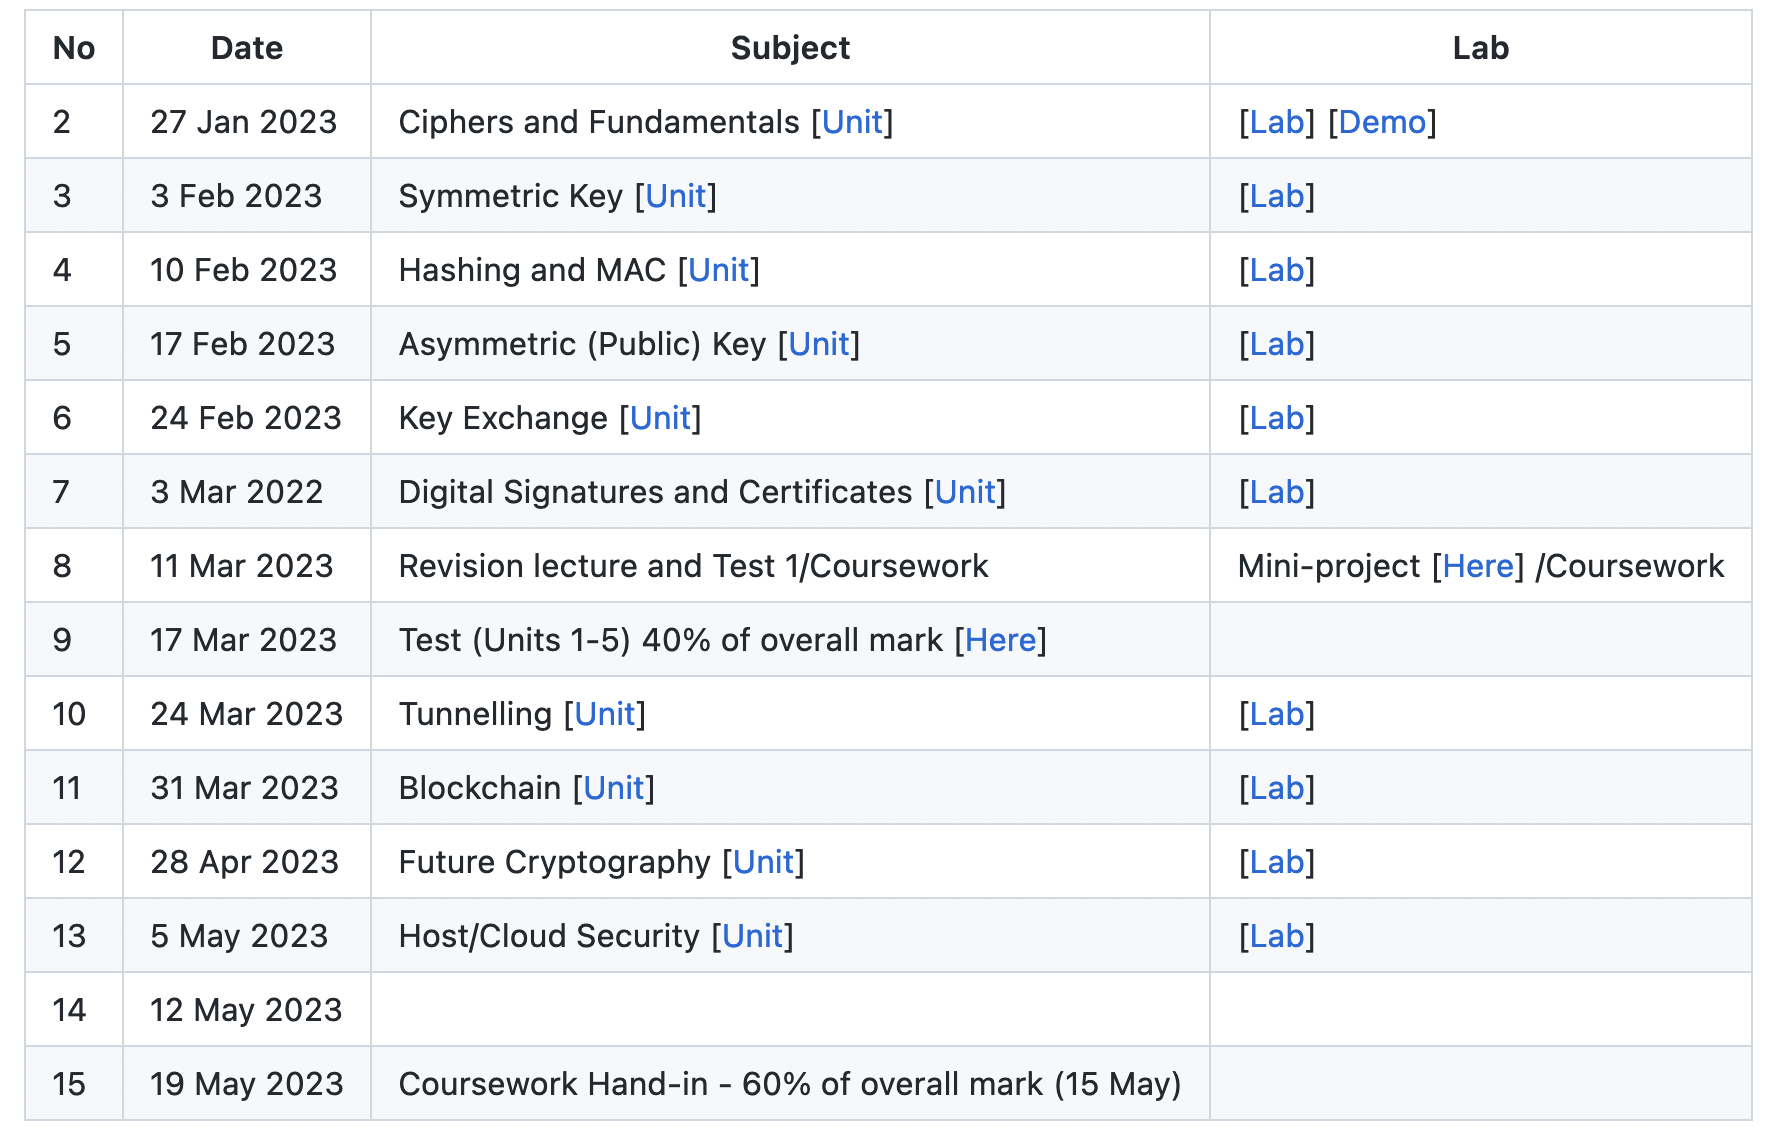 No Date Subject Lab
2 27 Jan 2023 Ciphers and Fundamentals [Unit] [Lab] [Demo]
3 3 Feb 2023 Symmetric Key [Unit] [Lab]
4 10 Feb 2023 Hashing and MAC [Unit] [Lab]
5 17 Feb 2023 Asymmetric (Public) Key [Unit] [Lab]
6 24 Feb 2023 Key Exchange [Unit] [Lab]
7 3 Mar 2022 Digital Signatures and Certificates [Unit] [Lab]
8 11 Mar 2023 Revision lecture and Test 1/Coursework Mini-project [Here] /Coursework
9 17 Mar 2023 Test (Units 1-5) 40% of overall mark [Here]
10 24 Mar 2023 Tunnelling [Unit] [Lab]
11 31 Mar 2023 Blockchain [Unit] [Lab]
12 28 Apr 2023 Future Cryptography [Unit] [Lab]
13 5 May 2023 Host/Cloud Security [Unit] [Lab]
14 12 May 2023
15 19 May 2023 Coursework Hand-in - 60% of overall mark (15 May)